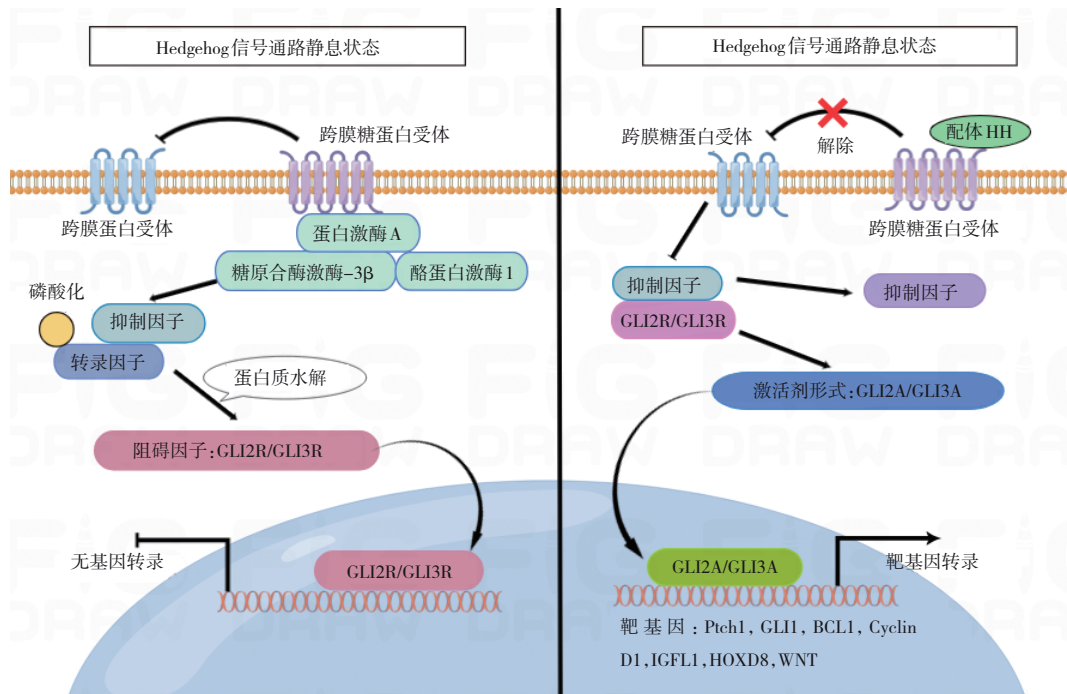 Hedgehog信号通路静息状态
跨膜糖蛋白受体
跨膜蛋白受体
蛋白激酶A
糖原合酶激酶-3β
酪蛋白激酶1
磷酸化
抑制因子
转录因子
蛋白质水解
阻碍因子:GLI2R/GLI3R
无基因转录
GLI2R/GLI3R
Hedgehog信号通路静息状态
跨膜糖蛋白受体
解除
配体HH
跨膜糖蛋白受体
抑制因子
GLI2R/GLI3R
抑制因子
激活剂形式:GLI2A/GLI3A
GLI2A/GLI3A
靶基因转录
靶基因:Ptch1, GLI1, BCL1, Cyclin
D1,IGFL1,HOXD8,WNT
FIG
DRAW